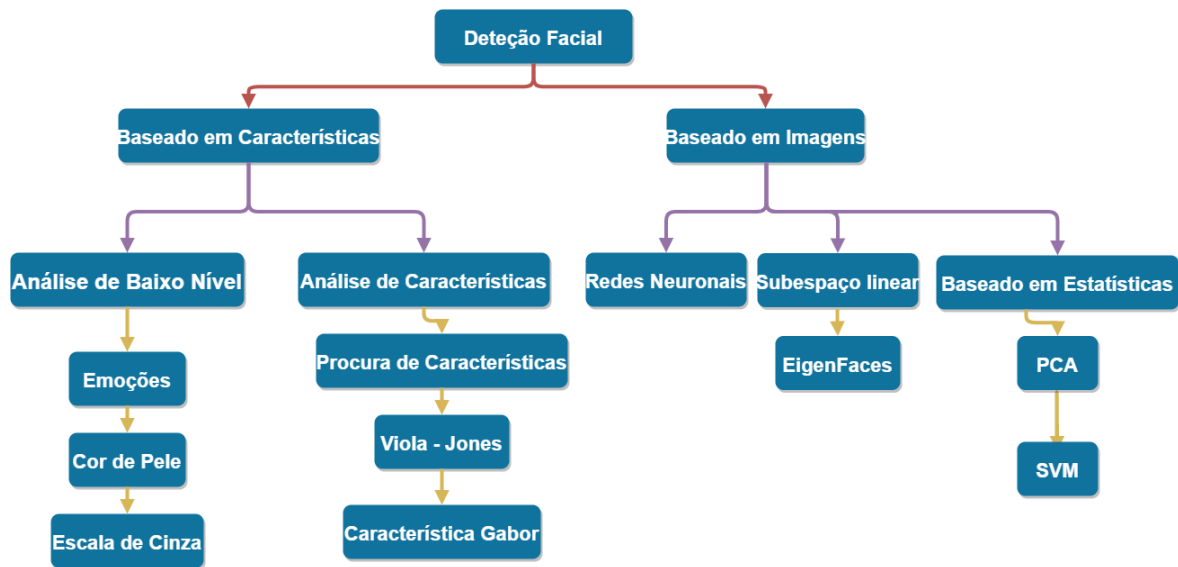 Deteção Facial
Baseado em Características
Baseado em Imagens
Análise de Baixo Nível
Análise de Características
Redes Neuronais
Subespaço linear
Baseado em Estatísticas
Emoções
Procura de Características
EigenFaces
PCA
Cor de Pele
Viola - Jones
SVM
Escala de Cinza
Característica Gabor